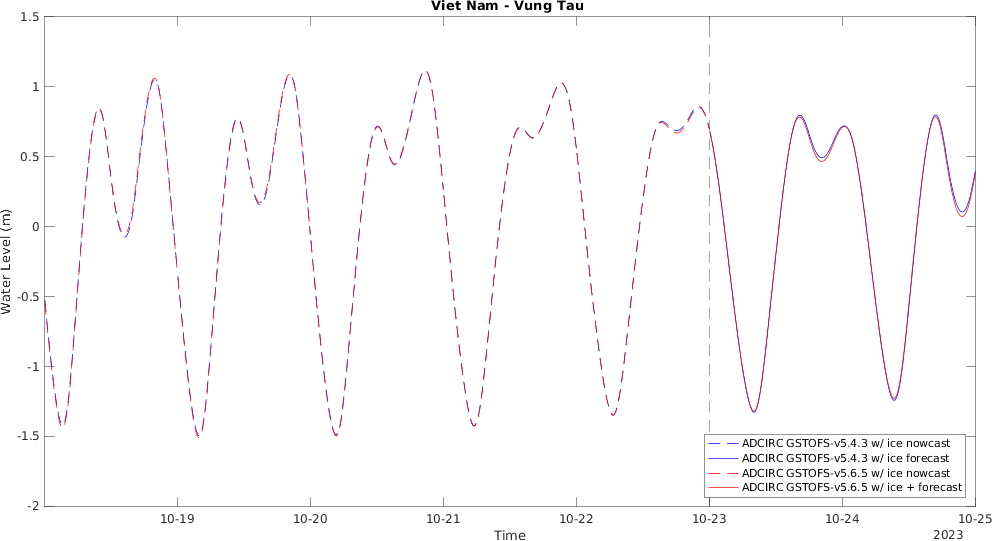 Viet Nam - Vung Tau
1.5
1
0.5
0
-0.5
-1
-1.5
-2
Water Level (m)
10-19
10-20
10-21
10-22
10-23
10-24
10-25
Time
2023
ADCIRC GSTOFS-v5.4.3 w/ ice nowcast
ADCIRC GSTOFS-v5.4.3 w/ ice forecast
ADCIRC GSTOFS-v5.6.5 w/ ice nowcast
ADCIRC GSTOFS-v5.6.5 w/ ice + forecast